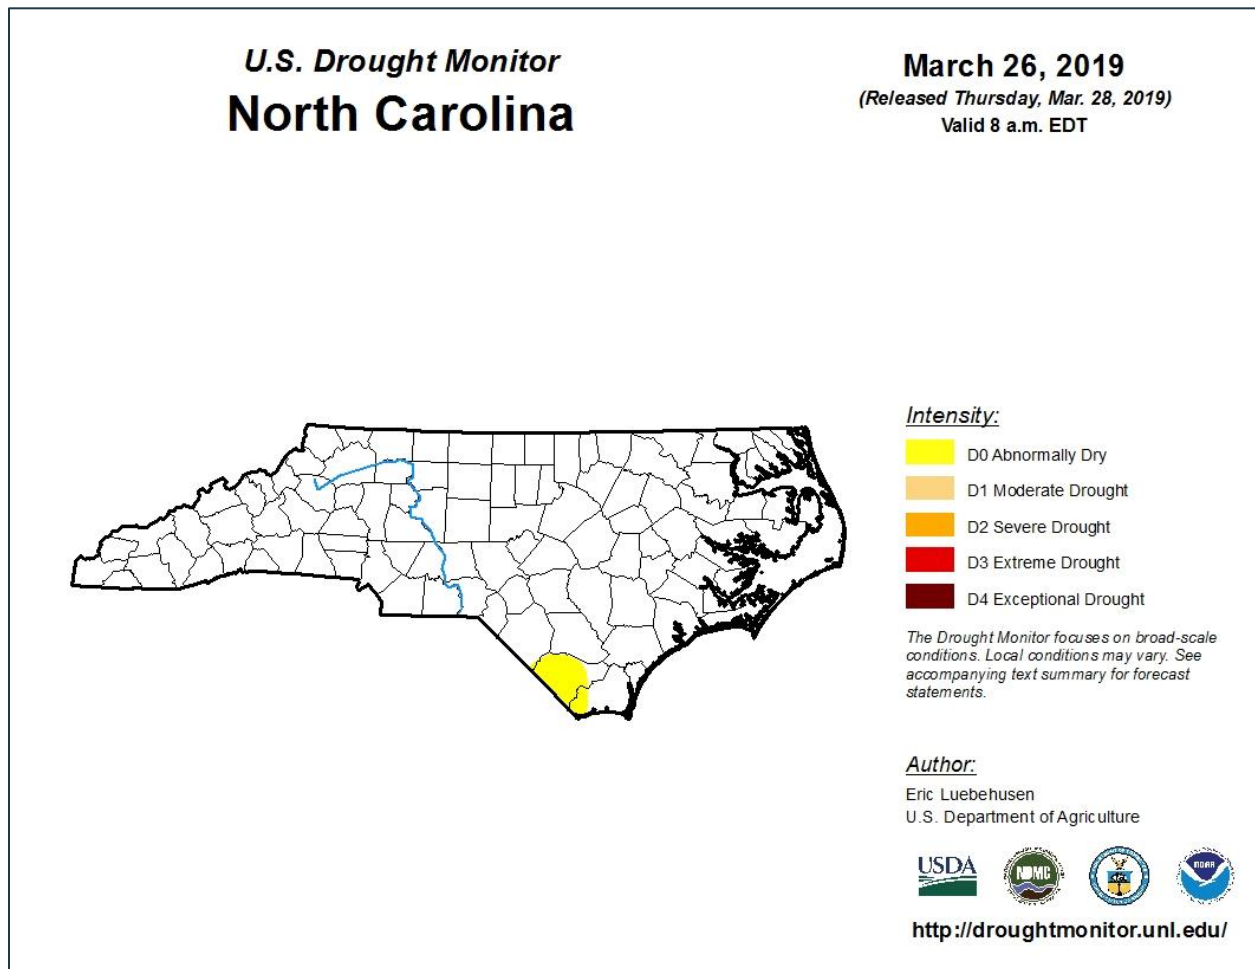 U.S. Drought Monitor
North Carolina
March 26, 2019
(Released Thursday, Mar. 28, 2019)
Valid 8 a.m. EDT
Intensity:
D0 Abnormally Dry
D1 Moderate Drought
D2 Severe Drought
D3 Extreme Drought
D4 Exceptional Drought
The Drought Monitor focuses on broad-scale
conditions. Local conditions may vary. See
accompanying text summary for forecast
statements.
Author:
Eric Luebehusen
U.S. Department of Agriculture
USDA
NDMC
NOAA
http://droughtmonitor.unl.edu/